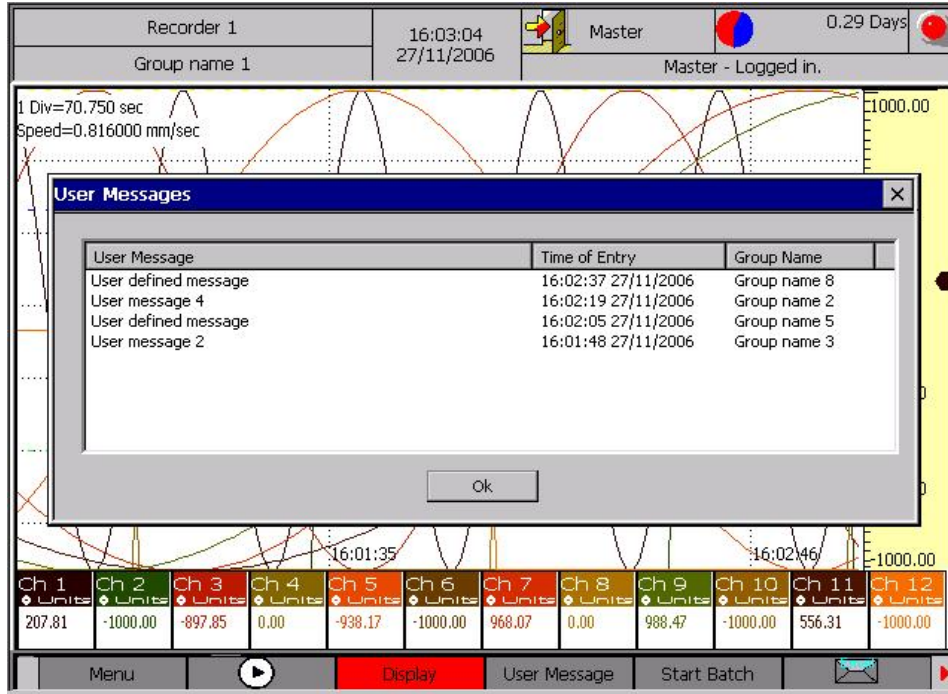 Recorder 1
Group name 1
16:03:04
27/11/2006
Master
0.29 Days
Master - Logged in.
1 Div=70.750 sec
Speed=0.816000 mm/sec
1000.00
User Messages
User Message Time of Entry Group Name
User defined message 16:02:37 27/11/2006 Group name 8
User message 4 16:02:19 27/11/2006 Group name 2
User defined message 16:02:05 27/11/2006 Group name 5
User message 2 16:01:48 27/11/2006 Group name 3
Ok
16:01:35 16:02:46 -1000.00
Ch 1 Ch 2 Ch 3 Ch 4 Ch 5 Ch 6 Ch 7 Ch 8 Ch 9 Ch 10 Ch 11 Ch 12
Units Units Units Units Units Units Units Units Units Units Units Units
207.81 -1000.00 -897.85 0.00 -938.17 -1000.00 968.07 0.00 988.47 -1000.00 556.31 -1000.00
Menu Display User Message Start Batch